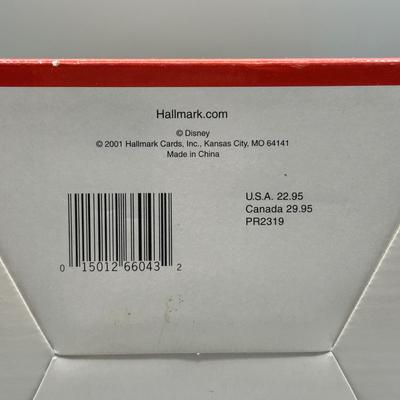 Hallmark.com
© Disney
© 2001 Hallmark Cards, Inc., Kansas City, MO 64141
Made in China
U.S.A. 22.95
Canada 29.95
PR2319
0 15012 66043 2